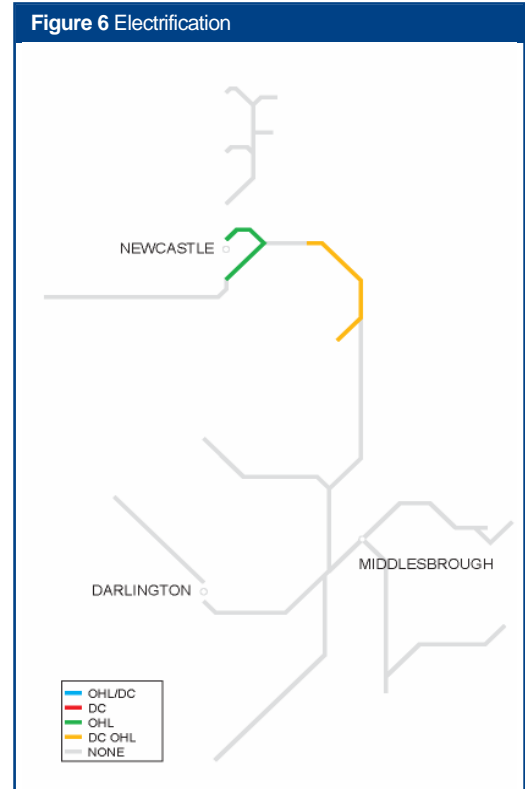 Figure 6 Electrification
NEWCASTLE
MIDDLESBROUGH
DARLINGTON
OHL/DC
DC
OHL
DC OHL
NONE